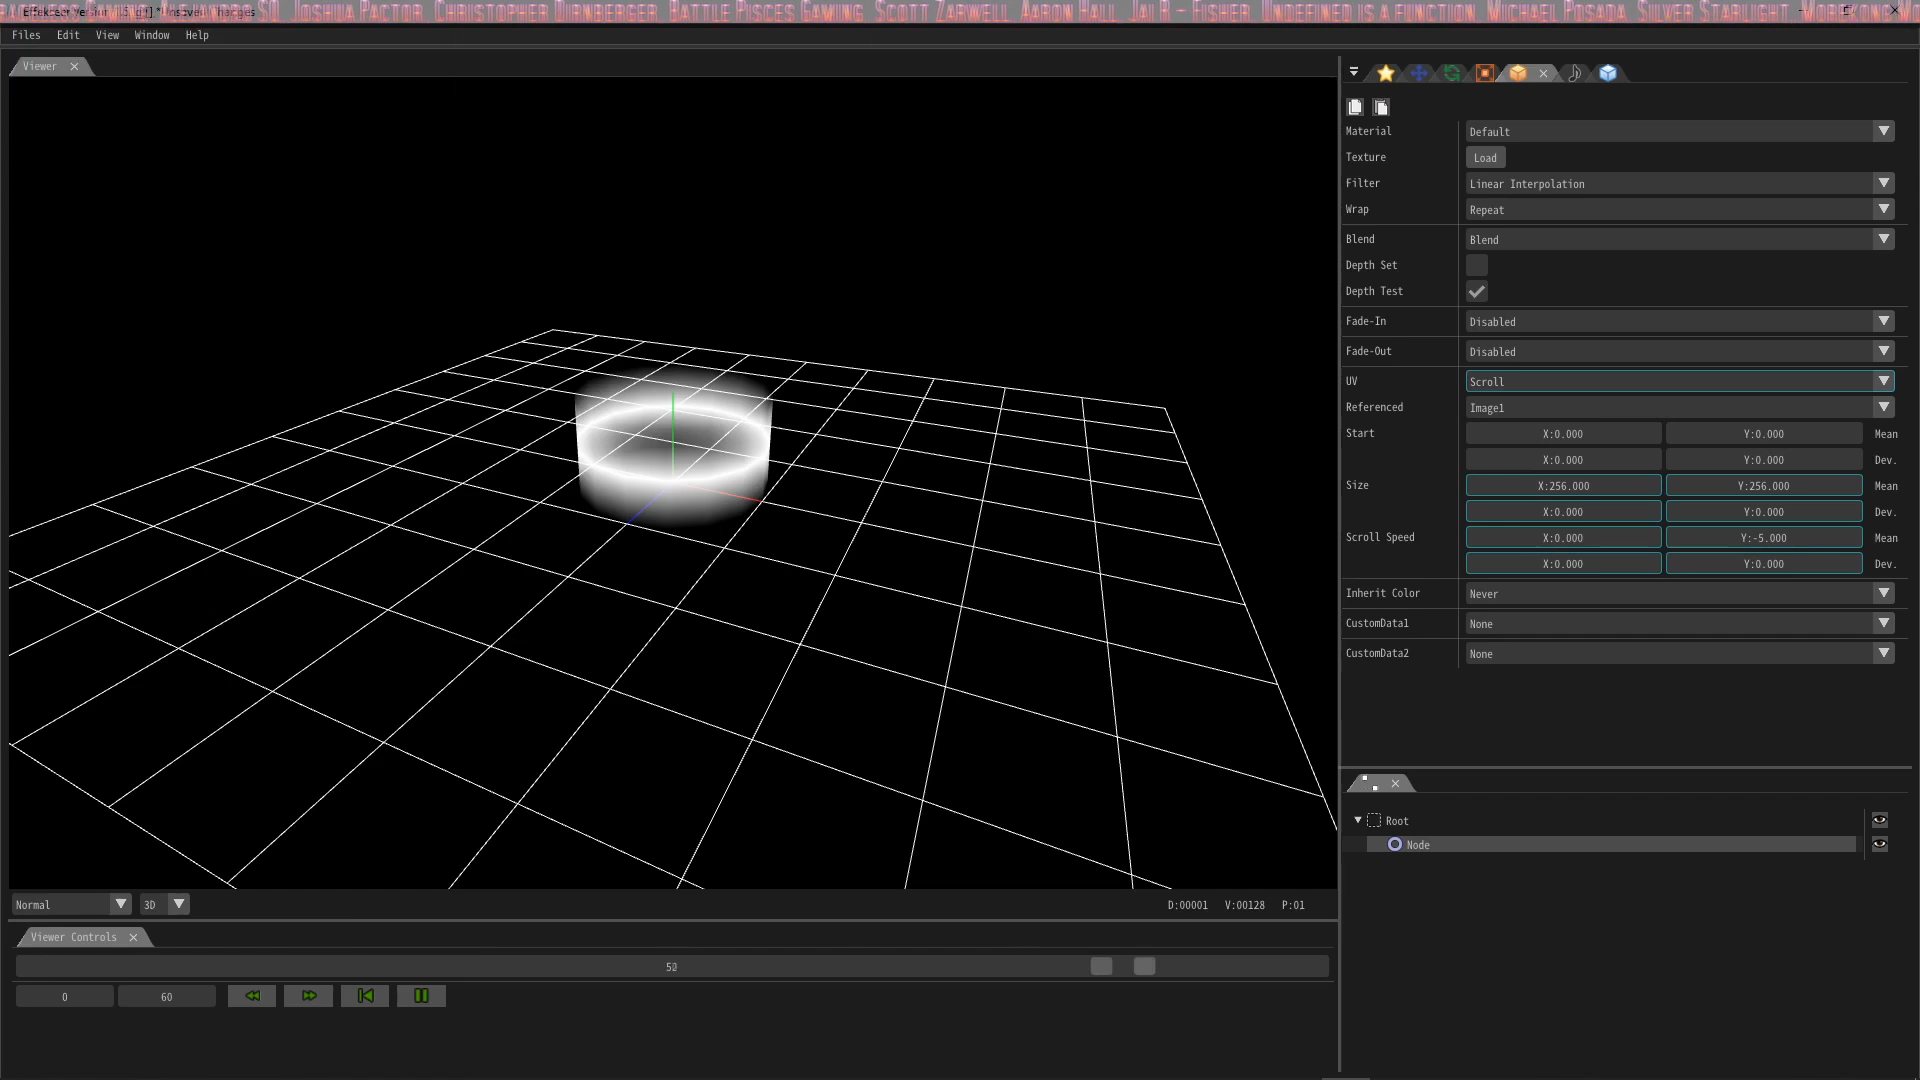 Joshua Pactor Christopher Durnberger Battle Pisces Gaming Scott Zarwell Aaron Hall Jai R - Fisher Undefined is a function. Michael Posada Silver Starlight
Files Edit View Window Help
Viewer
Material Default
Texture Load
Filter Linear Interpolation
Wrap Repeat
Blend Blend
Depth Set
Depth Test
Fade-In Disabled
Fade-Out Disabled
UV Scroll
Referenced Image1
Start X:0.000 Y:0.000 Mean
X:0.000 Y:0.000 Dev.
Size X:256.000 Y:256.000 Mean
X:0.000 Y:0.000 Dev.
Scroll Speed X:0.000 Y:-5.000 Mean
X:0.000 Y:0.000 Dev.
Inherit Color Never
CustomData1 None
CustomData2 None
Root
Node
Normal 3D D:00001 V:00128 P:01
Viewer Controls
0 60